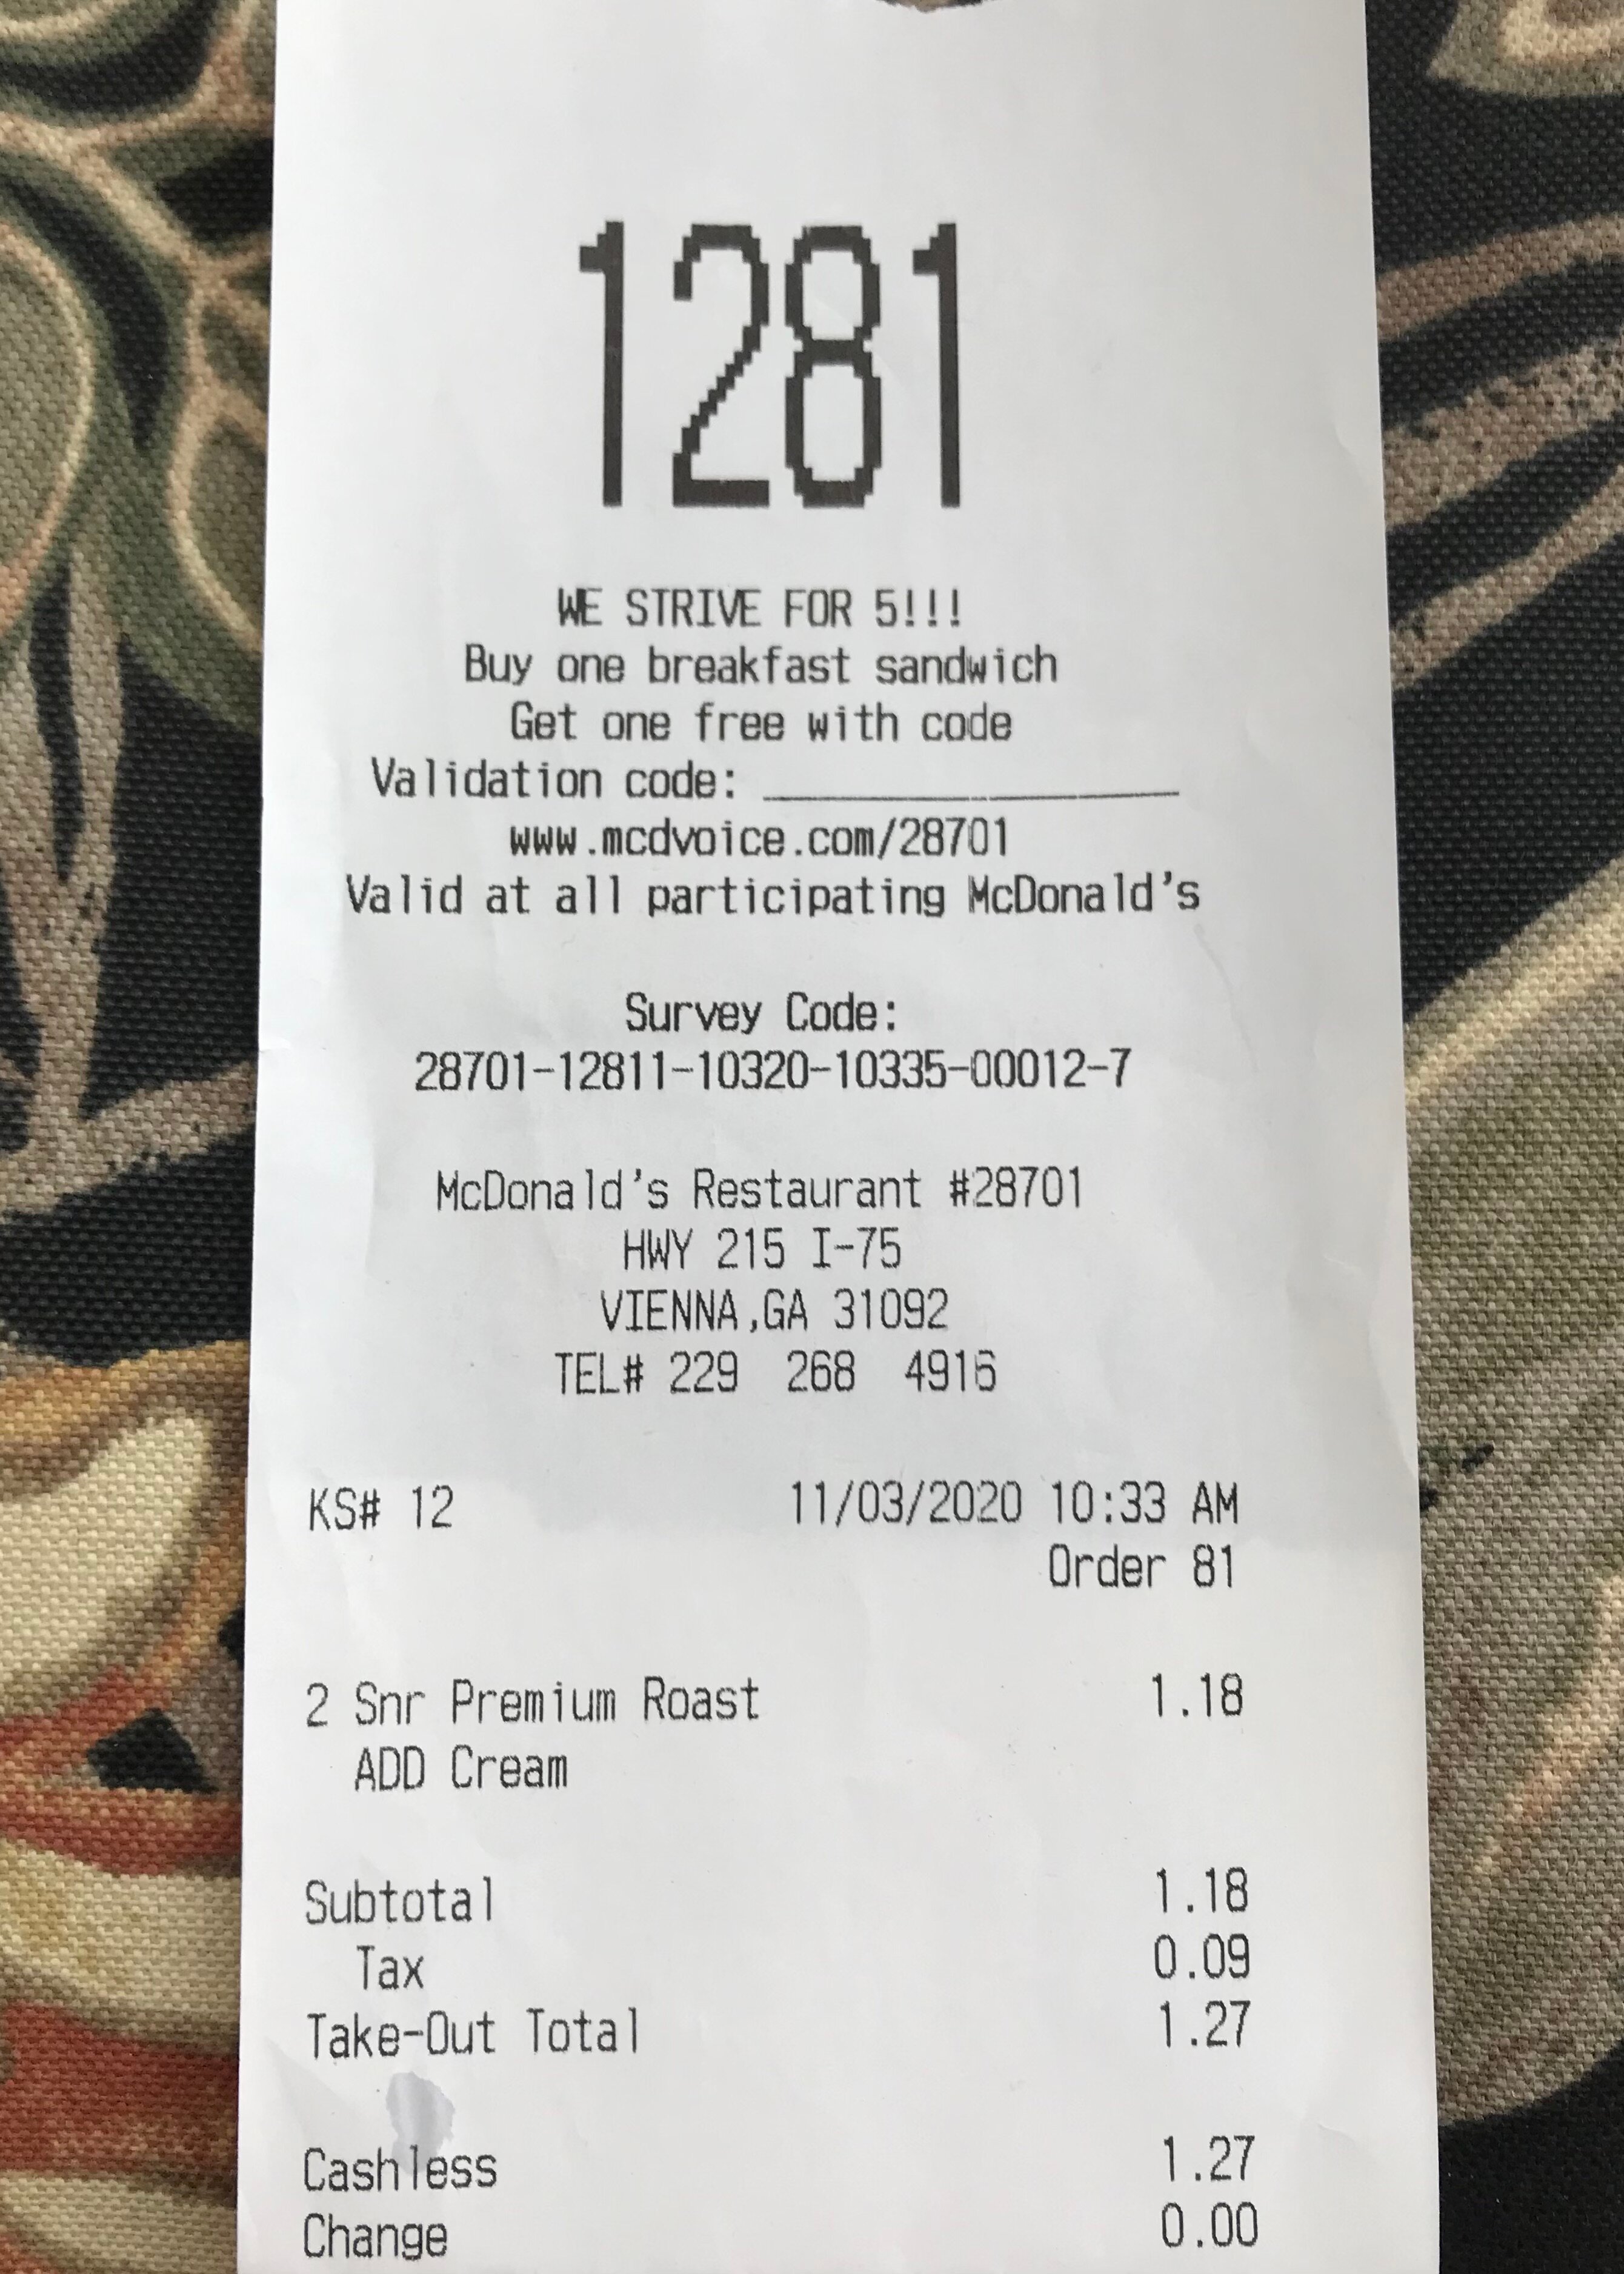 1281
WE STRIVE FOR 5!!!
Buy one breakfast sandwich
Get one free with code
Validation code: _______________
www.mcdvoice.com/28701
Valid at all participating McDonald's
Survey Code:
28701-12811-10320-10335-00012-7
McDonald's Restaurant #28701
HWY 215 I-75
VIENNA,GA 31092
TEL# 229 268 4916
KS# 12 11/03/2020 10:33 AM
Order 81
2 Snr Premium Roast 1.18
ADD Cream
Subtotal 1.18
Tax 0.09
Take-Out Total 1.27
Cashless 1.27
Change 0.00